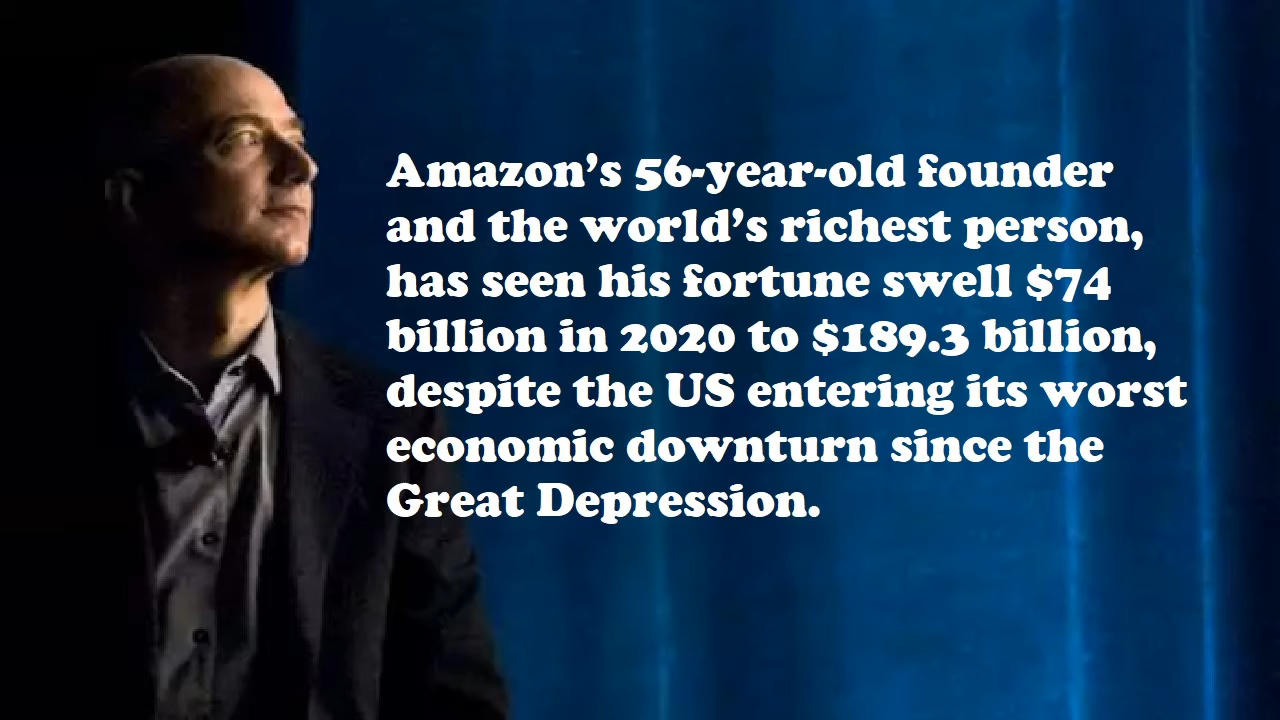 Amazon’s 56-year-old founder
and the world’s richest person,
has seen his fortune swell $74
billion in 2020 to $189.3 billion,
despite the US entering its worst
economic downturn since the
Great Depression.